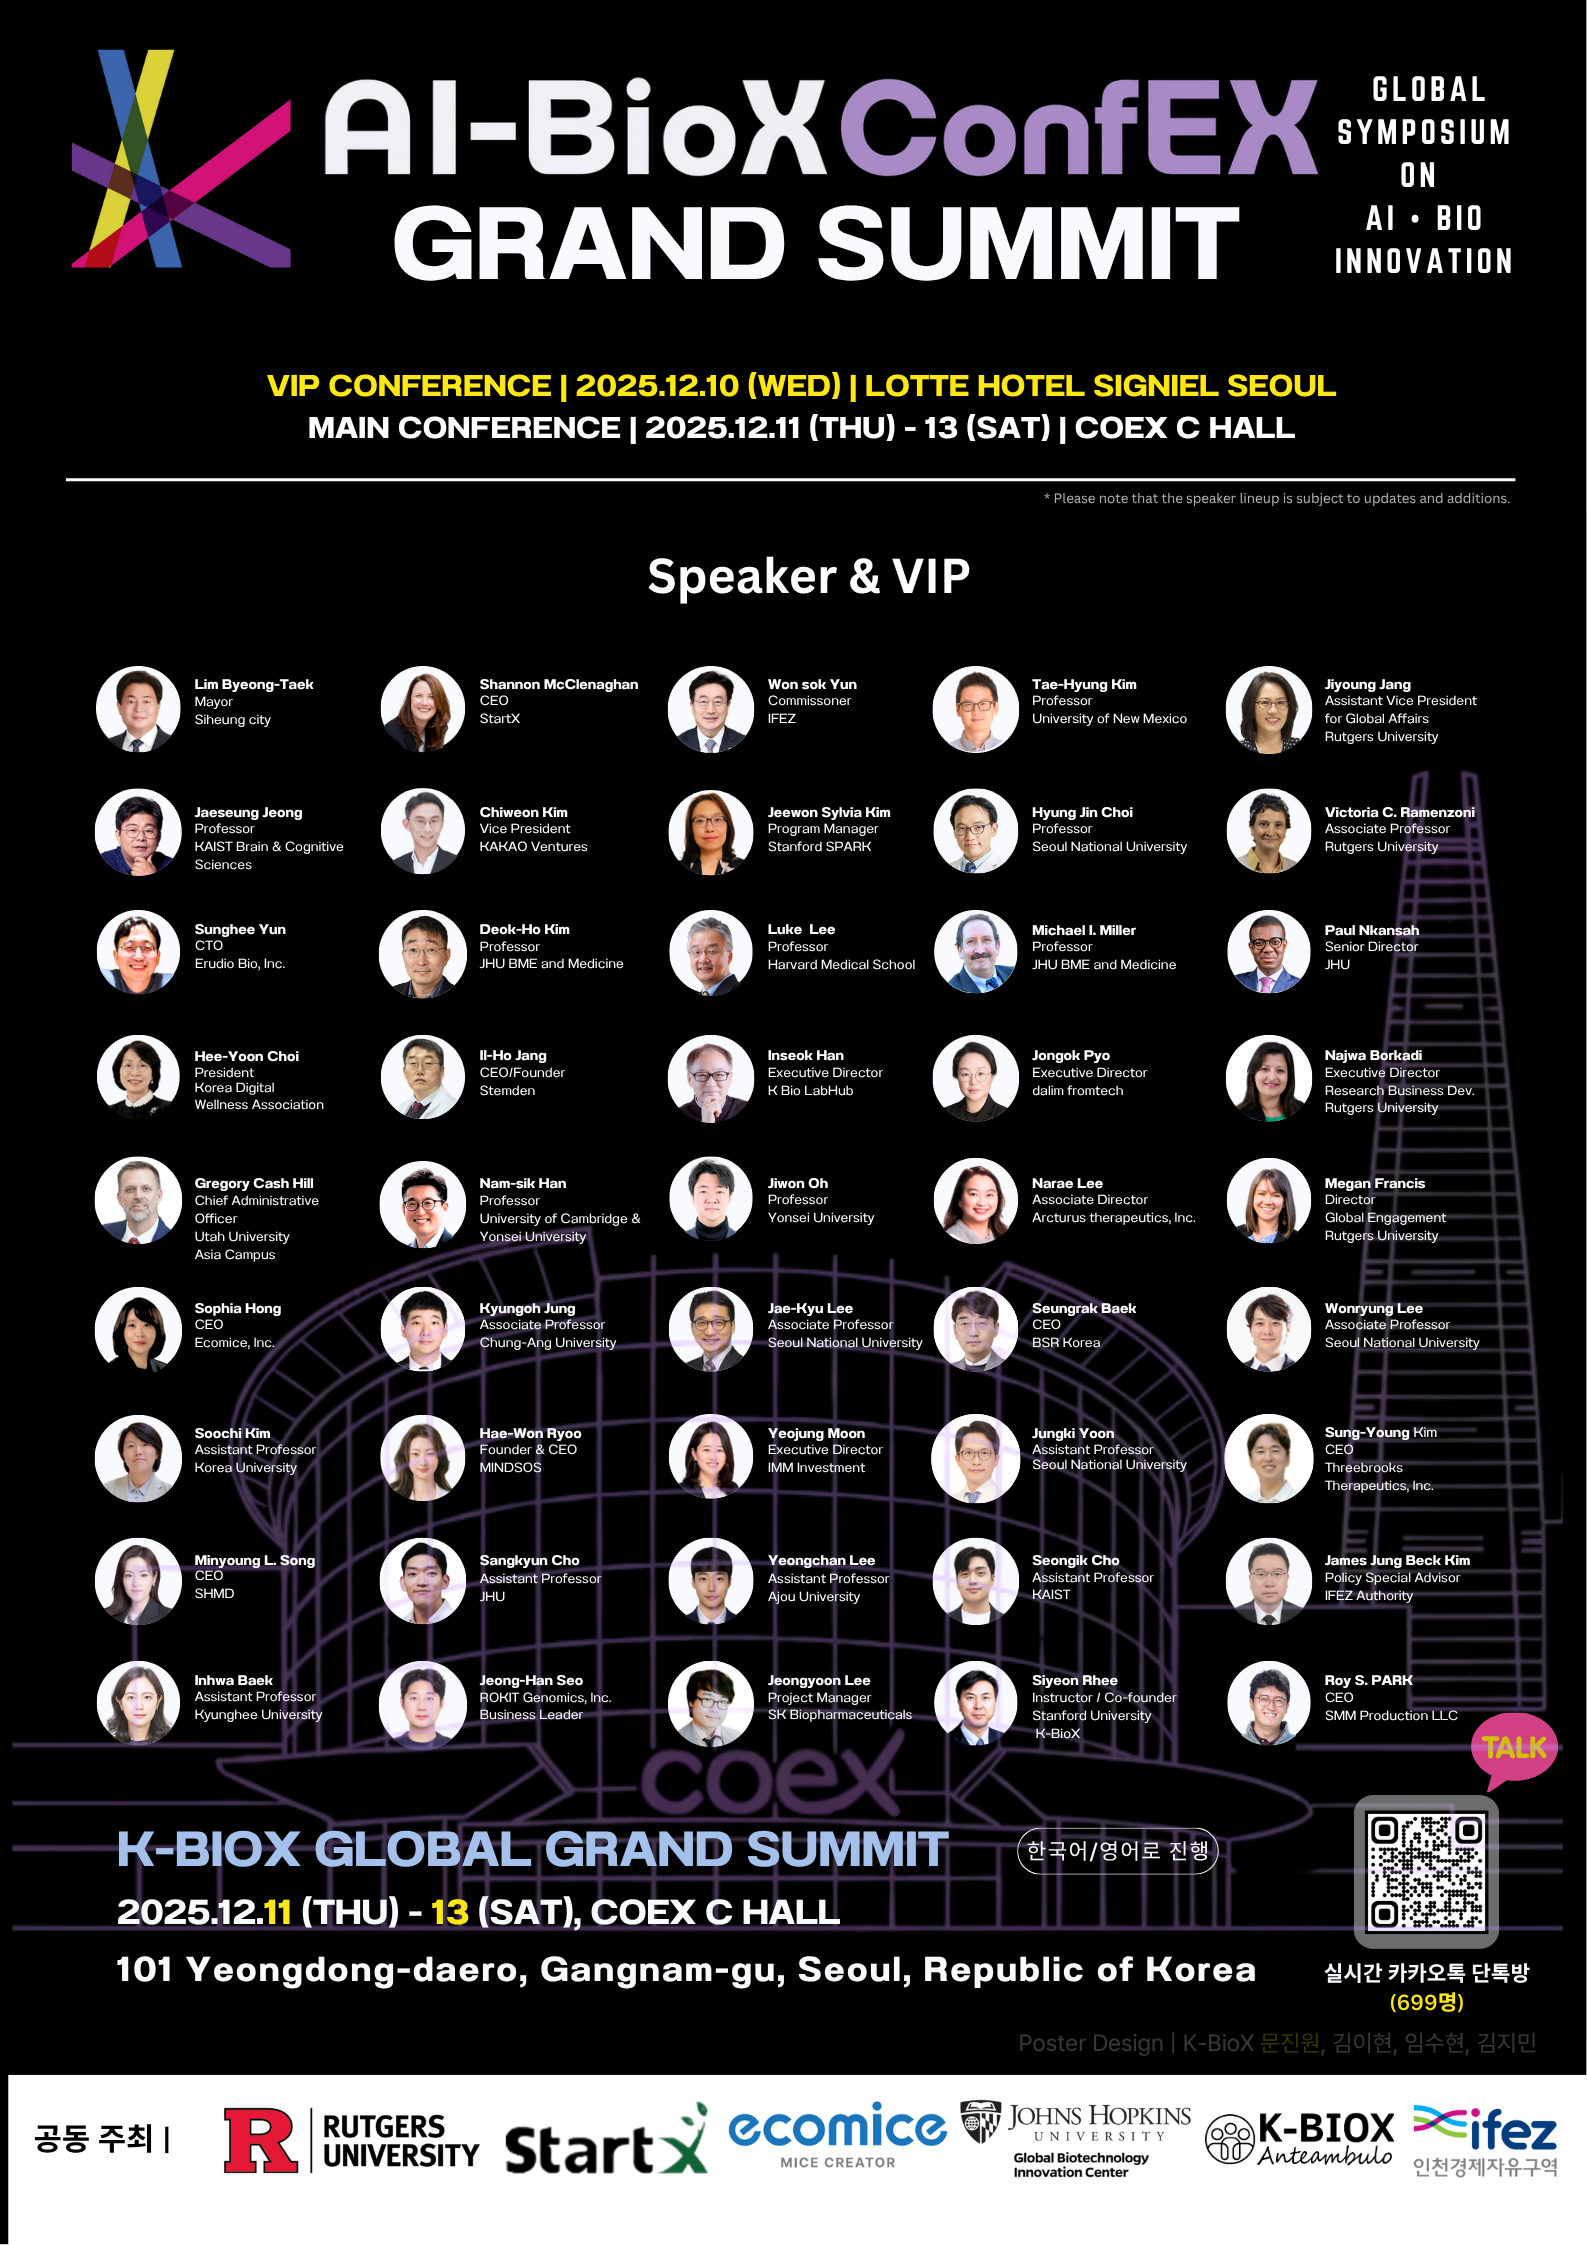 AI-BioX ConfEX
GRAND SUMMIT
GLOBAL
SYMPOSIUM
ON
AI • BIO
INNOVATION
VIP CONFERENCE | 2025.12.10 (WED) | LOTTE HOTEL SIGNIEL SEOUL
MAIN CONFERENCE | 2025.12.11 (THU) - 13 (SAT) | COEX C HALL
* Please note that the speaker lineup is subject to updates and additions.
Speaker & VIP
Lim Byeong-Taek
Mayor
Siheung city
Shannon McClenaghan
CEO
StartX
Won sok Yun
Commissoner
IFEZ
Tae-Hyung Kim
Professor
University of New Mexico
Jiyoung Jang
Assistant Vice President
for Global Affairs
Rutgers University
Jaeseung Jeong
Professor
KAIST Brain & Cognitive
Sciences
Chiweon Kim
Vice President
KAKAO Ventures
Jeewon Sylvia Kim
Program Manager
Stanford SPARK
Hyung Jin Choi
Professor
Seoul National University
Victoria C. Ramenzoni
Associate Professor
Rutgers University
Sunghee Yun
CTO
Erudio Bio, Inc.
Deok-Ho Kim
Professor
JHU BME and Medicine
Luke Lee
Professor
Harvard Medical School
Michael I. Miller
Professor
JHU BME and Medicine
Paul Nkansah
Senior Director
JHU
Hee-Yoon Choi
President
Korea Digital
Wellness Association
Il-Ho Jang
CEO/Founder
Stemden
Inseok Han
Executive Director
K Bio LabHub
Jongok Pyo
Executive Director
dalim fromtech
Najwa Borkadi
Executive Director
Research Business Dev.
Rutgers University
Gregory Cash Hill
Chief Administrative
Officer
Utah University
Asia Campus
Nam-sik Han
Professor
University of Cambridge &
Yonsei University
Jiwon Oh
Professor
Yonsei University
Narae Lee
Associate Director
Arcturus therapeutics, Inc.
Megan Francis
Director
Global Engagement
Rutgers University
Sophia Hong
CEO
Ecomice, Inc.
Kyungoh Jung
Associate Professor
Chung-Ang University
Jae-Kyu Lee
Associate Professor
Seoul National University
Seungrak Baek
CEO
BSR Korea
Wonryung Lee
Associate Professor
Seoul National University
Soochi Kim
Assistant Professor
Korea University
Hae-Won Ryoo
Founder & CEO
MINDSOS
Yeojung Moon
Executive Director
IMM Investment
Jungki Yoon
Assistant Professor
Seoul National University
Sung-Young Kim
CEO
Threebrooks
Therapeutics, Inc.
Minyoung L. Song
CEO
SHMD
Sangkyun Cho
Assistant Professor
JHU
Yeongchan Lee
Assistant Professor
Ajou University
Seongik Cho
Assistant Professor
KAIST
James Jung Beck Kim
Policy Special Advisor
IFEZ Authority
Inhwa Baek
Assistant Professor
Kyunghee University
Jeong-Han Seo
ROKIT Genomics, Inc.
Business Leader
Jeongyoon Lee
Project Manager
SK Biopharmaceuticals
Siyeon Rhee
Instructor / Co-founder
Stanford University
K-BioX
Roy S. PARK
CEO
SMM Production LLC
coex
TALK
K-BIOX GLOBAL GRAND SUMMIT
한국어/영어로 진행
2025.12.11 (THU) - 13 (SAT), COEX C HALL
101 Yeongdong-daero, Gangnam-gu, Seoul, Republic of Korea
실시간 카카오톡 단톡방
(699명)
Poster Design | K-BioX 문진원, 김이현, 임수현, 김지민
공동 주최 |
R
RUTGERS
UNIVERSITY
StartX
ecomice
MICE CREATOR
JOHNS HOPKINS
UNIVERSITY
Global Biotechnology
Innovation Center
K-BIOX
Anteambulo
ifez
인천경제자유구역